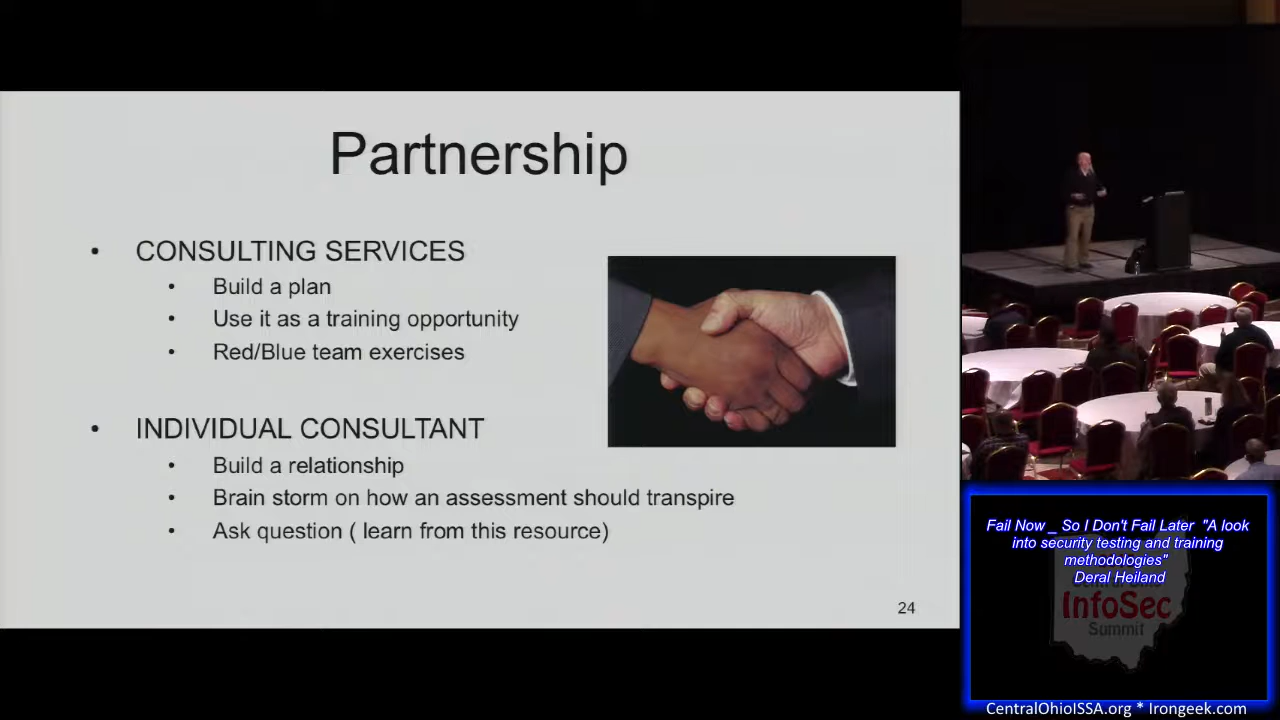 Partnership
• CONSULTING SERVICES
• Build a plan
• Use it as a training opportunity
• Red/Blue team exercises
• INDIVIDUAL CONSULTANT
• Build a relationship
• Brain storm on how an assessment should transpire
• Ask question ( learn from this resource)
24
Fail Now _ So I Don't Fail Later "A look
into security testing and training
methodologies"
Deral Heiland
InfoSec
Summit
CentralOhioISSA.org * Irongeek.com